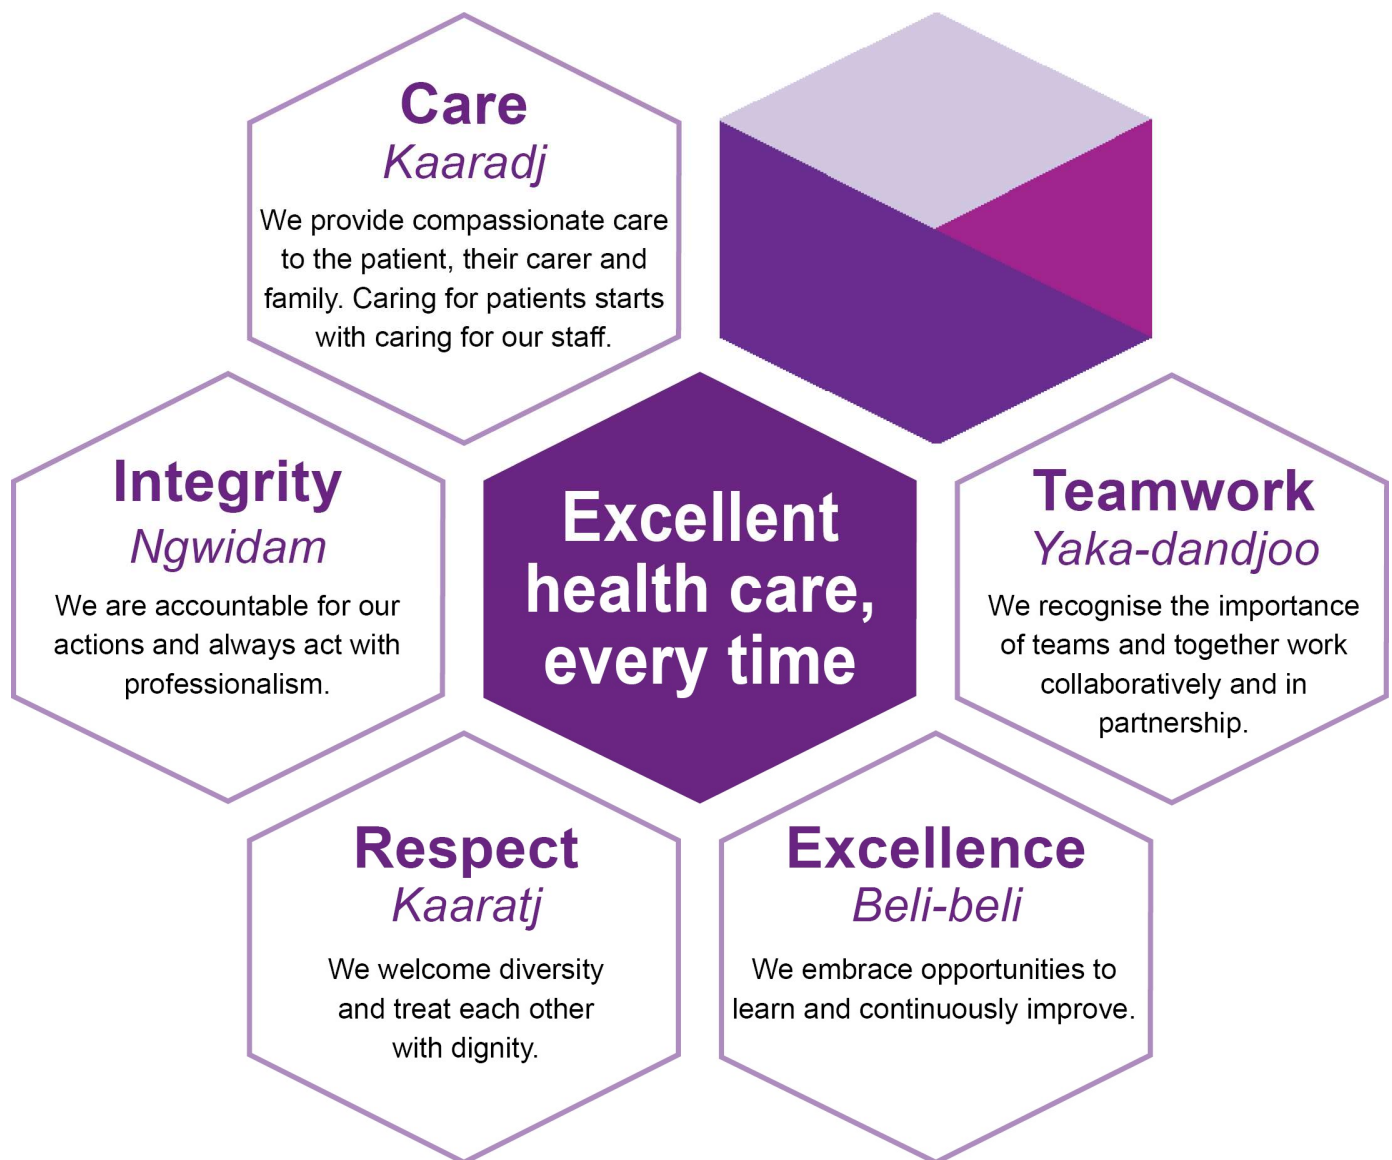 Care
Kaaradj
We provide compassionate care
to the patient, their carer and
family. Caring for patients starts
with caring for our staff.
Integrity
Ngwidam
We are accountable for our
actions and always act with
professionalism.
Excellent
health care,
every time
Teamwork
Yaka-dandjoo
We recognise the importance
of teams and together work
collaboratively and in
partnership.
Respect
Kaaratj
We welcome diversity
and treat each other
with dignity.
Excellence
Beli-beli
We embrace opportunities to
learn and continuously improve.